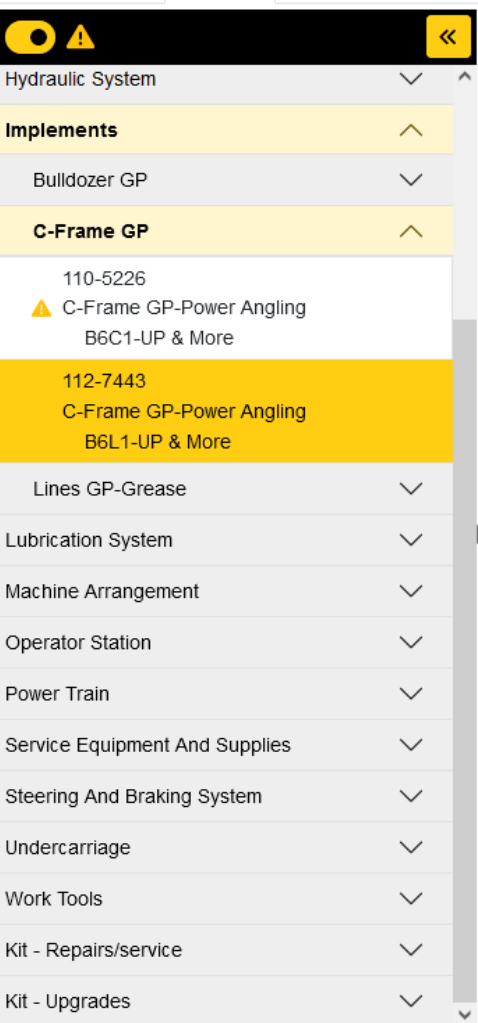 Hydraulic System
Implements
Bulldozer GP
C-Frame GP
110-5226
C-Frame GP-Power Angling
B6C1-UP & More
112-7443
C-Frame GP-Power Angling
B6L1-UP & More
Lines GP-Grease
Lubrication System
Machine Arrangement
Operator Station
Power Train
Service Equipment And Supplies
Steering And Braking System
Undercarriage
Work Tools
Kit - Repairs/service
Kit - Upgrades